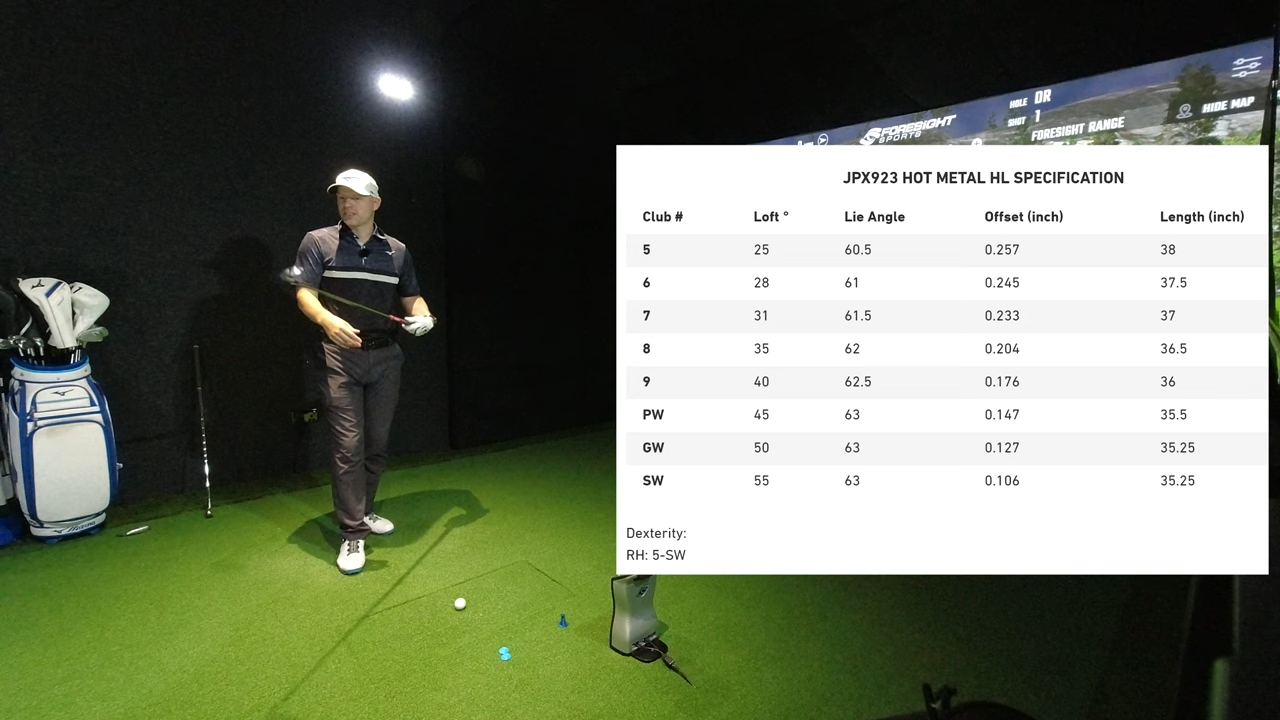 HOLE DR
SHOT 1
FORESIGHT
SPORTS
FORESIGHT RANGE
HIDE MAP
JPX923 HOT METAL HL SPECIFICATION
Club # Loft ° Lie Angle Offset (inch) Length (inch)
5 25 60.5 0.257 38
6 28 61 0.245 37.5
7 31 61.5 0.233 37
8 35 62 0.204 36.5
9 40 62.5 0.176 36
PW 45 63 0.147 35.5
GW 50 63 0.127 35.25
SW 55 63 0.106 35.25
Dexterity:
RH: 5-SW
MIZUNO